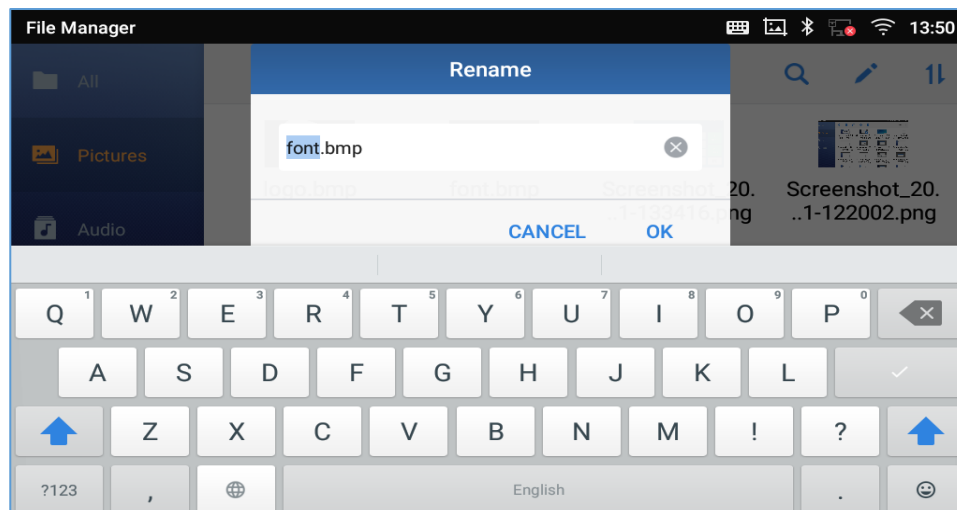 File Manager 13:50
Rename
All
font.bmp
Pictures
logo.bmp font.bmp Screenshot_20. Screenshot_20.
..1-133416.png ..1-122002.png
Audio
CANCEL OK
Q 1 W 2 E 3 R 4 T 5 Y 6 U 7 I 8 O 9 P 0
A S D F G H J K L
Z X C V B N M ! ?
?123 , English .